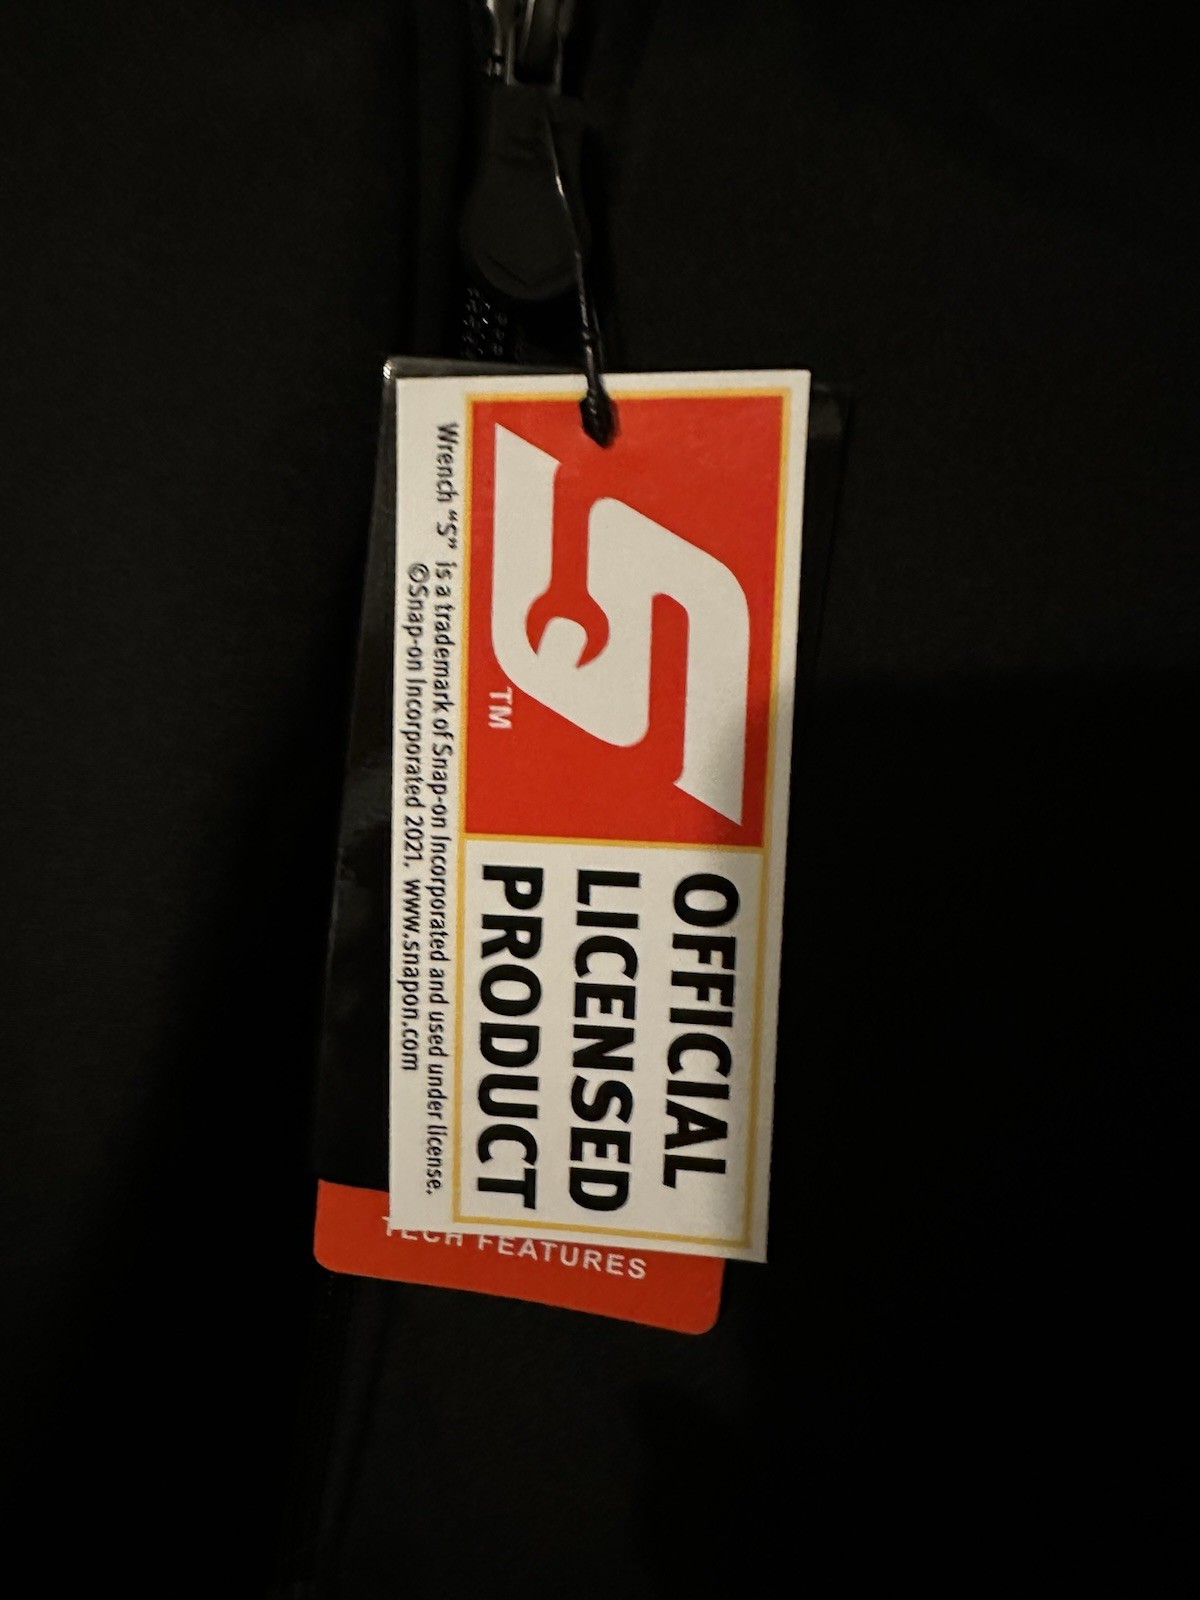 TM
OFFICIAL
LICENSED
PRODUCT
Wrench “S” is a trademark of Snap-on Incorporated and used under license.
©Snap-on Incorporated 2021. www.snapon.com
TECH FEATURES